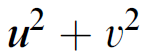 u² + v²